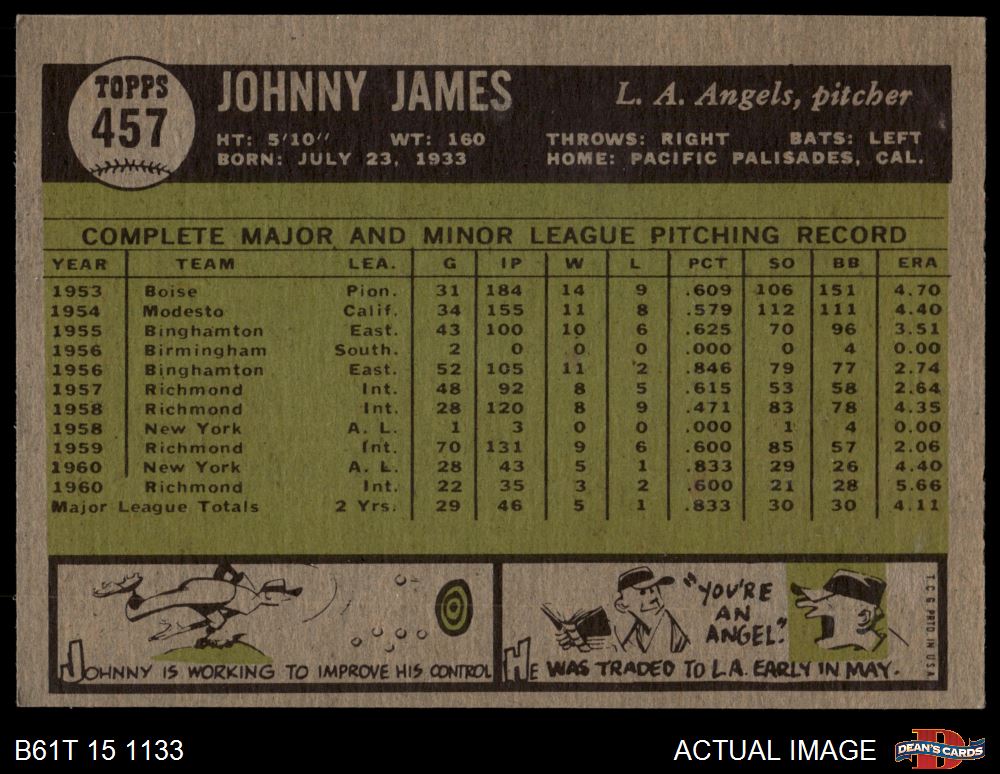 TOPPS
457
JOHNNY JAMES
L. A. Angels, pitcher
HT: 5'10" WT: 160 THROWS: RIGHT BATS: LEFT
BORN: JULY 23, 1933 HOME: PACIFIC PALISADES, CAL.
COMPLETE MAJOR AND MINOR LEAGUE PITCHING RECORD
YEAR TEAM LEA. G IP W L PCT SO BB ERA
1953 Boise Pion. 31 184 14 9 .609 106 151 4.70
1954 Modesto Calif. 34 155 11 8 .579 112 111 4.40
1955 Binghamton East. 43 100 10 6 .625 70 96 3.51
1956 Birmingham South. 2 0 0 0 .000 0 4 0.00
1956 Binghamton East. 52 105 11 2 .846 79 77 2.74
1957 Richmond Int. 48 92 8 5 .615 53 58 2.64
1958 Richmond Int. 28 120 8 9 .471 83 78 4.35
1958 New York A. L. 1 3 0 0 .000 1 4 0.00
1959 Richmond Int. 70 131 9 6 .600 85 57 2.06
1960 New York A. L. 28 43 5 1 .833 29 26 4.40
1960 Richmond Int. 22 35 3 2 .600 21 28 5.66
Major League Totals 2 Yrs. 29 46 5 1 .833 30 30 4.11
JOHNNY IS WORKING TO IMPROVE HIS CONTROL
"YOU'RE
AN
ANGEL."
HE WAS TRADED TO L.A. EARLY IN MAY.
T.C.G. PRTD. IN U.S.A.
B61T 15 1133
ACTUAL IMAGE
DEAN'S CARDS